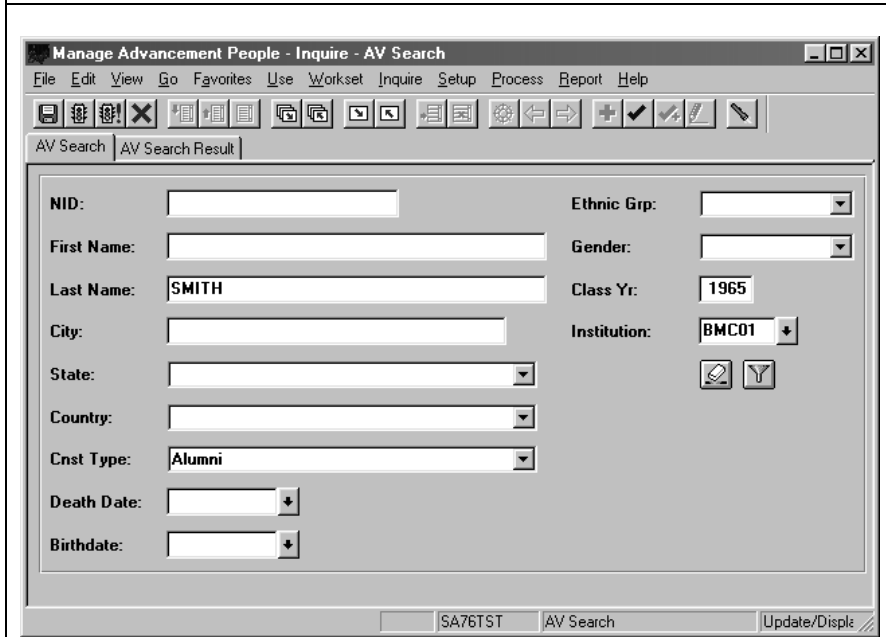 Manage Advancement People - Inquire - AV Search
File Edit View Go Favorites Use Workset Inquire Setup Process Report Help
AV Search AV Search Result
NID: Ethnic Grp:
First Name: Gender:
Last Name: SMITH Class Yr: 1965
City: Institution: BMC01
State:
Country:
Cnst Type: Alumni
Death Date:
Birthdate:
SA76TST AV Search Update/Displa